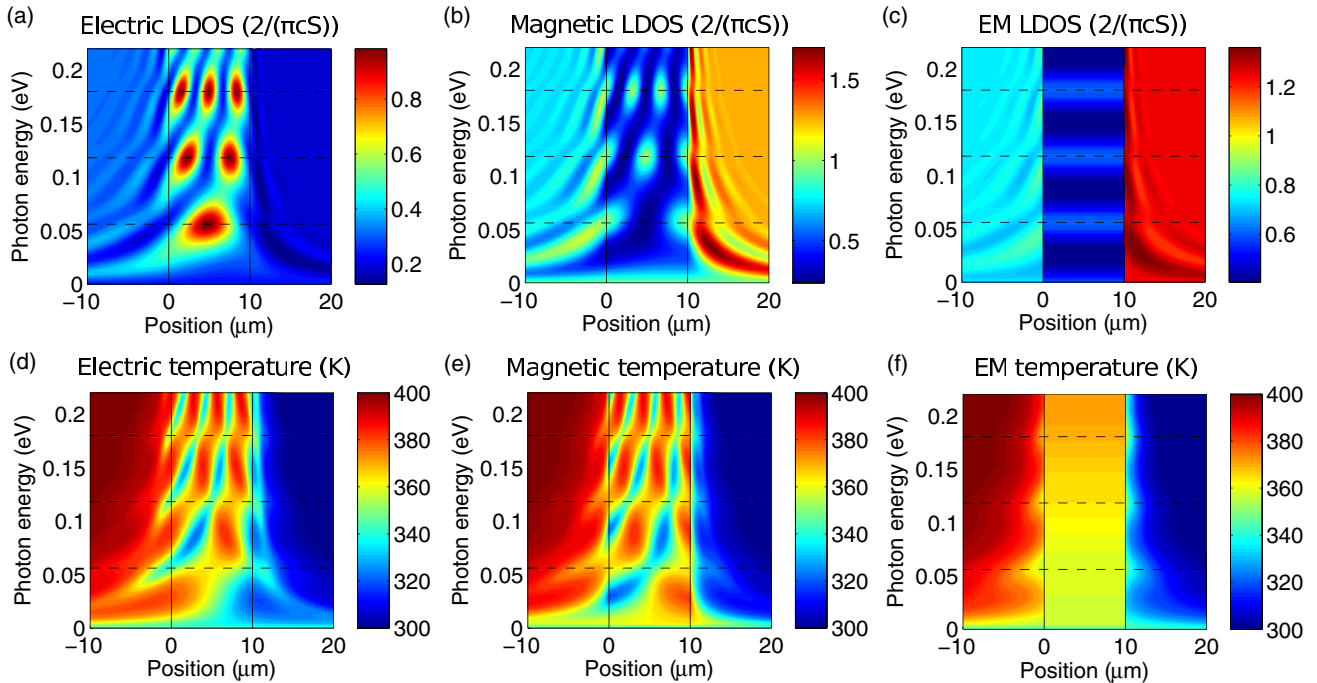 (a) Electric LDOS (2/(πcS))
Photon energy (eV)
0.2
0.15
0.1
0.05
0
−10 0 10 20
Position (μm)
0.8
0.6
0.4
0.2
(b) Magnetic LDOS (2/(πcS))
Photon energy (eV)
0.2
0.15
0.1
0.05
0
−10 0 10 20
Position (μm)
1.5
1
0.5
(c) EM LDOS (2/(πcS))
Photon energy (eV)
0.2
0.15
0.1
0.05
0
−10 0 10 20
Position (μm)
1.2
1
0.8
0.6
(d) Electric temperature (K)
Photon energy (eV)
0.2
0.15
0.1
0.05
0
-10 0 10 20
Position (μm)
400
380
360
340
320
300
(e) Magnetic temperature (K)
Photon energy (eV)
0.2
0.15
0.1
0.05
0
-10 0 10 20
Position (μm)
400
380
360
340
320
300
(f) EM temperature (K)
Photon energy (eV)
0.2
0.15
0.1
0.05
0
-10 0 10 20
Position (μm)
400
380
360
340
320
300